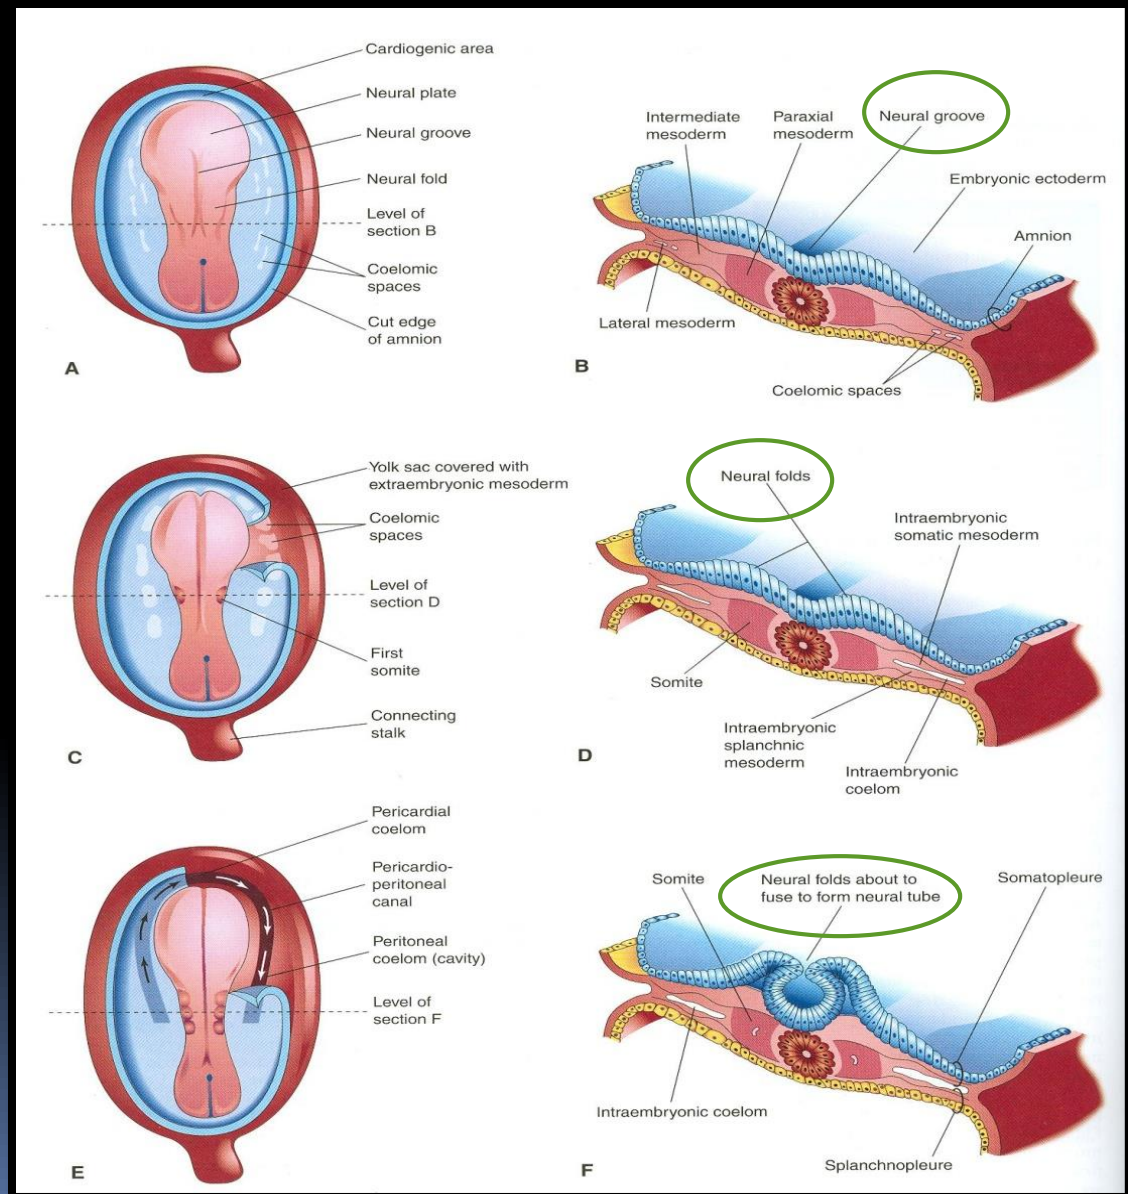 Cardiogenic area
Neural plate
Neural groove
Neural fold
Level of
section B
Coelomic
spaces
Cut edge
of amnion
A
Intermediate
mesoderm
Paraxial
mesoderm
Neural groove
Embryonic ectoderm
Amnion
Lateral mesoderm
Coelomic spaces
B
Yolk sac covered with
extraembryonic mesoderm
Coelomic
spaces
Level of
section D
First
somite
Connecting
stalk
C
Neural folds
Intraembryonic
somatic mesoderm
Somite
Intraembryonic
splanchnic
mesoderm
Intraembryonic
coelom
D
Pericardial
coelom
Pericardio-
peritoneal
canal
Peritoneal
coelom (cavity)
Level of
section F
E
Somite
Neural folds about to
fuse to form neural tube
Somatopleure
Intraembryonic coelom
Splanchnopleure
F